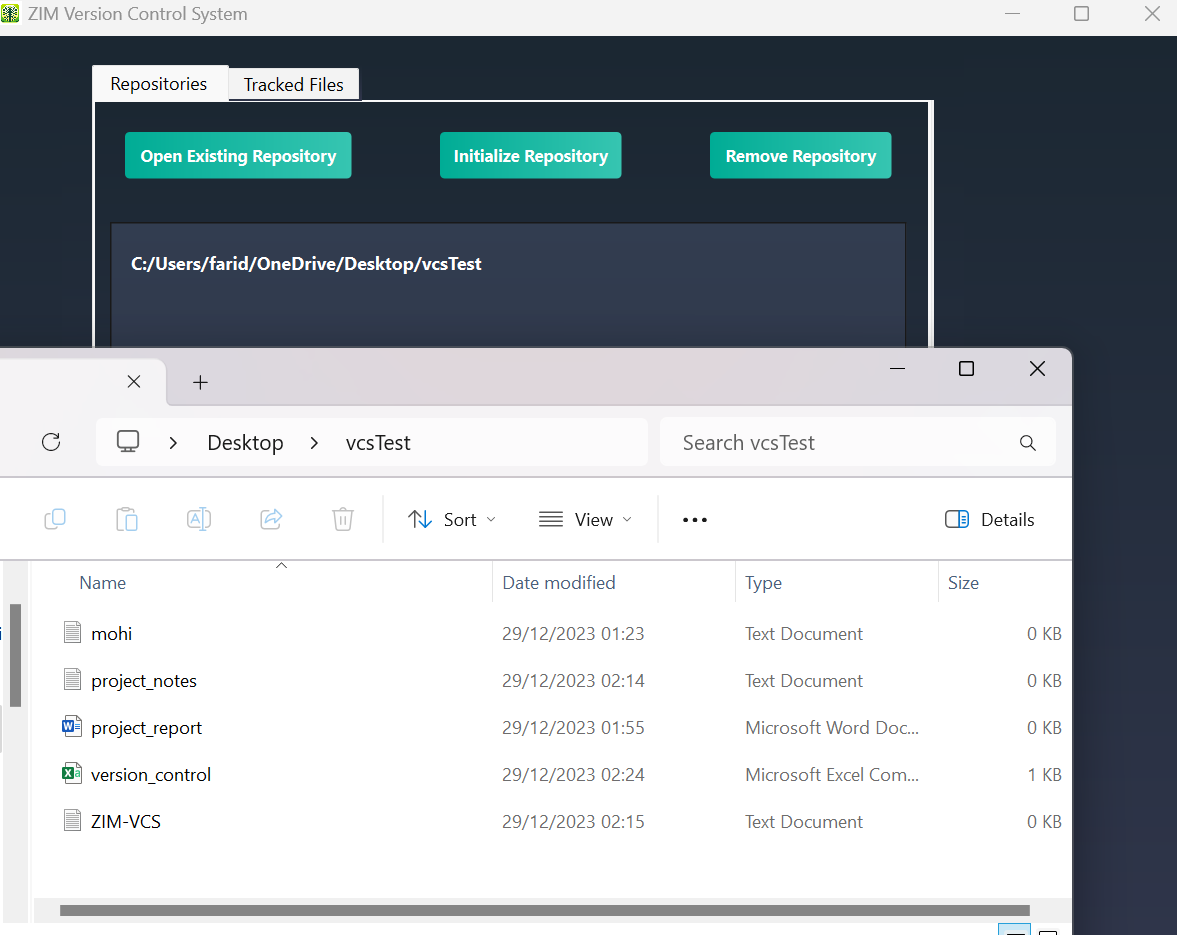 ZIM Version Control System
Repositories Tracked Files
Open Existing Repository Initialize Repository Remove Repository
C:/Users/farid/OneDrive/Desktop/vcsTest
Desktop vcsTest Search vcsTest
Sort View Details
Name Date modified Type Size
mohi 29/12/2023 01:23 Text Document 0 KB
project_notes 29/12/2023 02:14 Text Document 0 KB
project_report 29/12/2023 01:55 Microsoft Word Doc... 0 KB
version_control 29/12/2023 02:24 Microsoft Excel Com... 1 KB
ZIM-VCS 29/12/2023 02:15 Text Document 0 KB